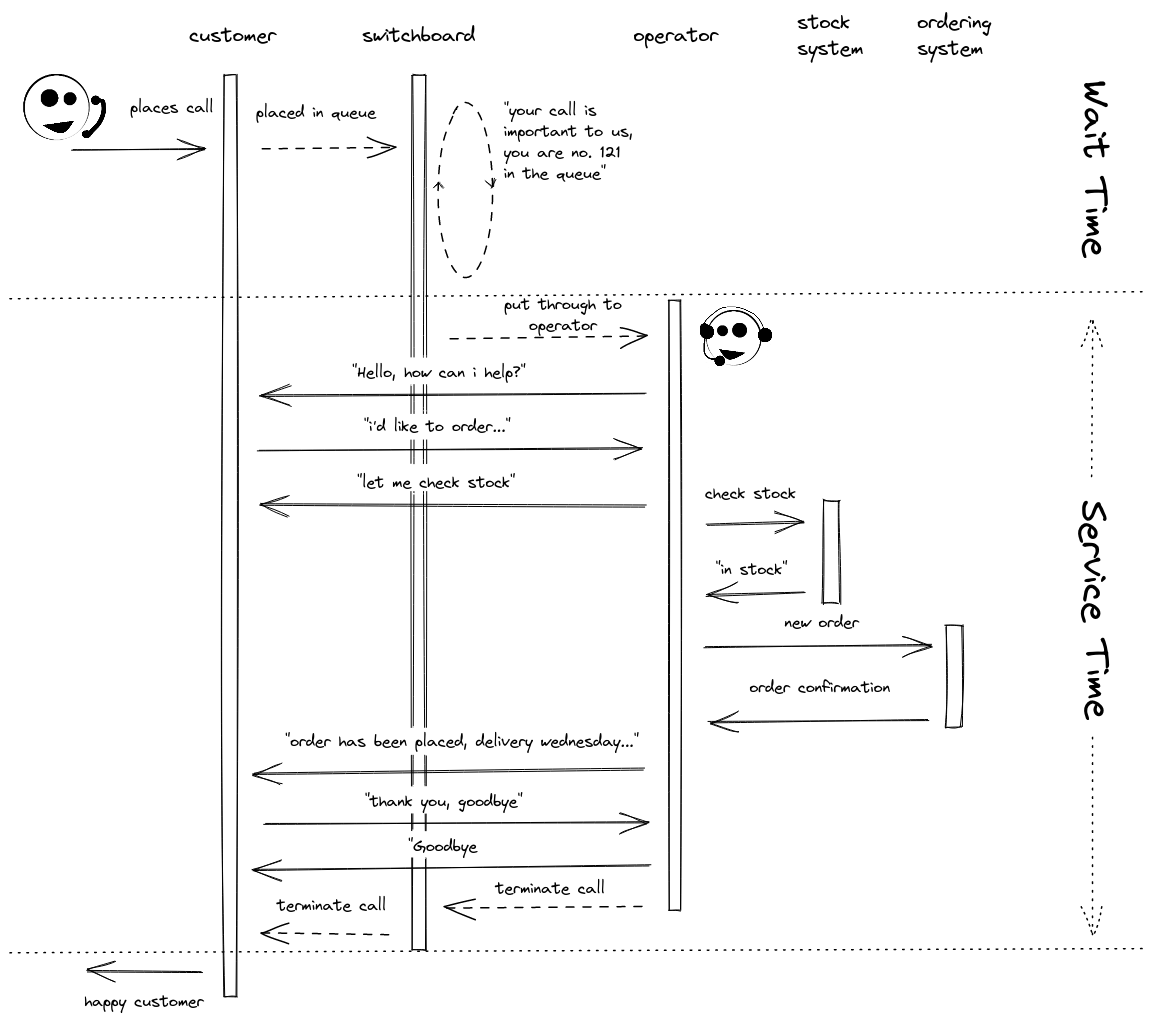 customer
switchboard
operator
stock
system
ordering
system
places call
placed in queue
"your call is
important to us,
you are no. 121
in the queue"
Wait Time
put through to
operator
"Hello, how can i help?"
"i'd like to order..."
"let me check stock"
check stock
"in stock"
new order
order confirmation
Service Time
"order has been placed, delivery wednesday..."
"thank you, goodbye"
"Goodbye
terminate call
terminate call
happy customer